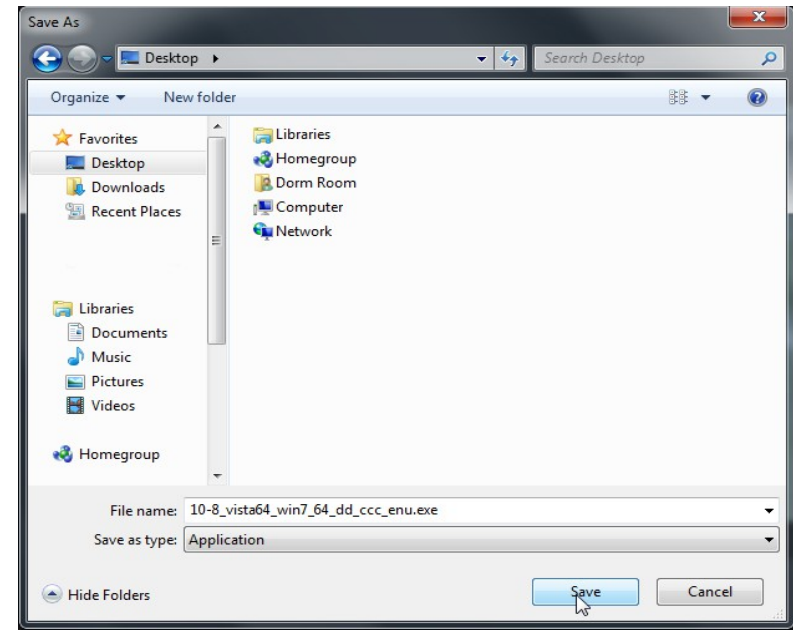 Save As
Desktop
Search Desktop
Organize New folder
Favorites
Desktop
Downloads
Recent Places
Libraries
Documents
Music
Pictures
Videos
Homegroup
Libraries
Homegroup
Dorm Room
Computer
Network
File name: 10-8_vista64_win7_64_dd_ccc_enu.exe
Save as type: Application
Hide Folders
Save Cancel